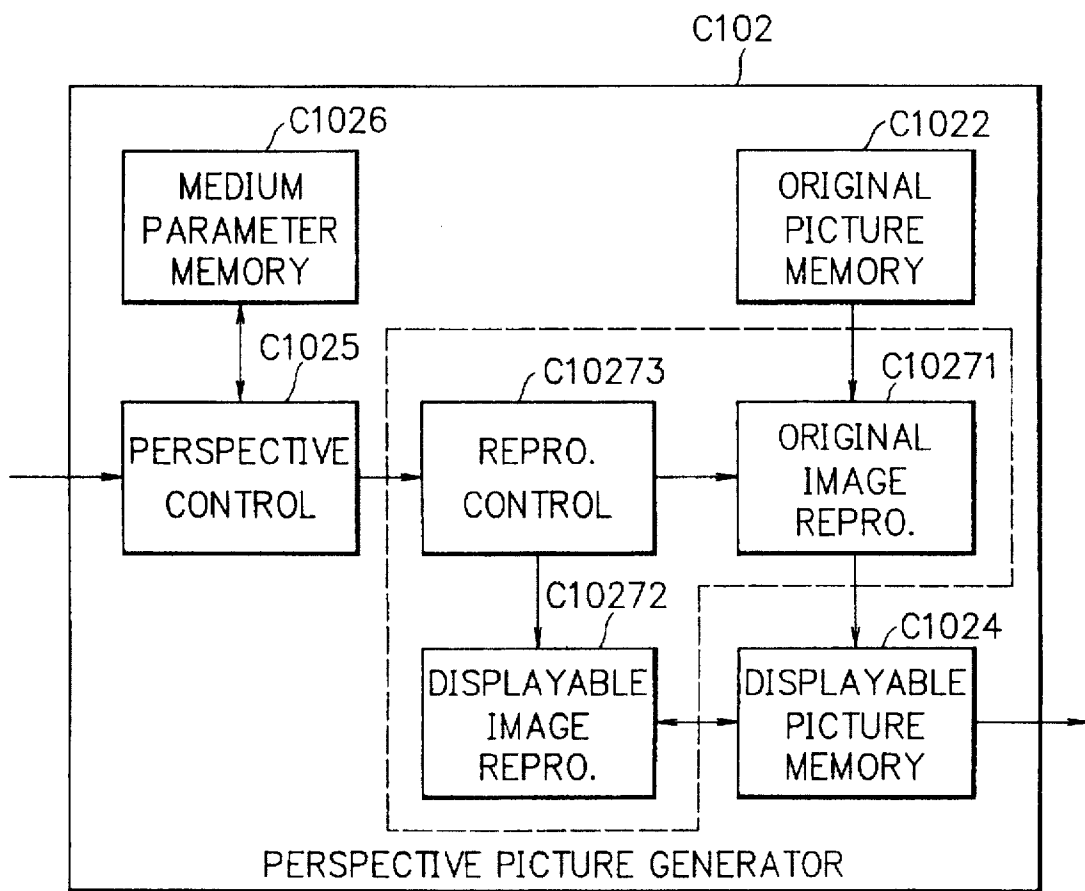 C102
C1026
MEDIUM
PARAMETER
MEMORY
C1022
ORIGINAL
PICTURE
MEMORY
C1025
PERSPECTIVE
CONTROL
C10273
REPRO.
CONTROL
C10271
ORIGINAL
IMAGE
REPRO.
C10272
DISPLAYABLE
IMAGE
REPRO.
C1024
DISPLAYABLE
PICTURE
MEMORY
PERSPECTIVE PICTURE GENERATOR